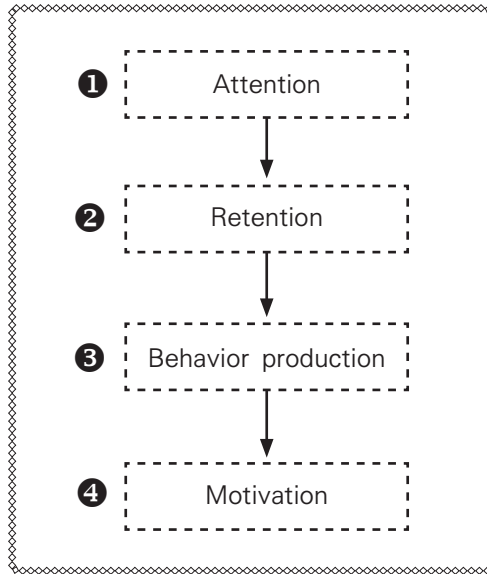 ❶ Attention
❷ Retention
❸ Behavior production
❹ Motivation